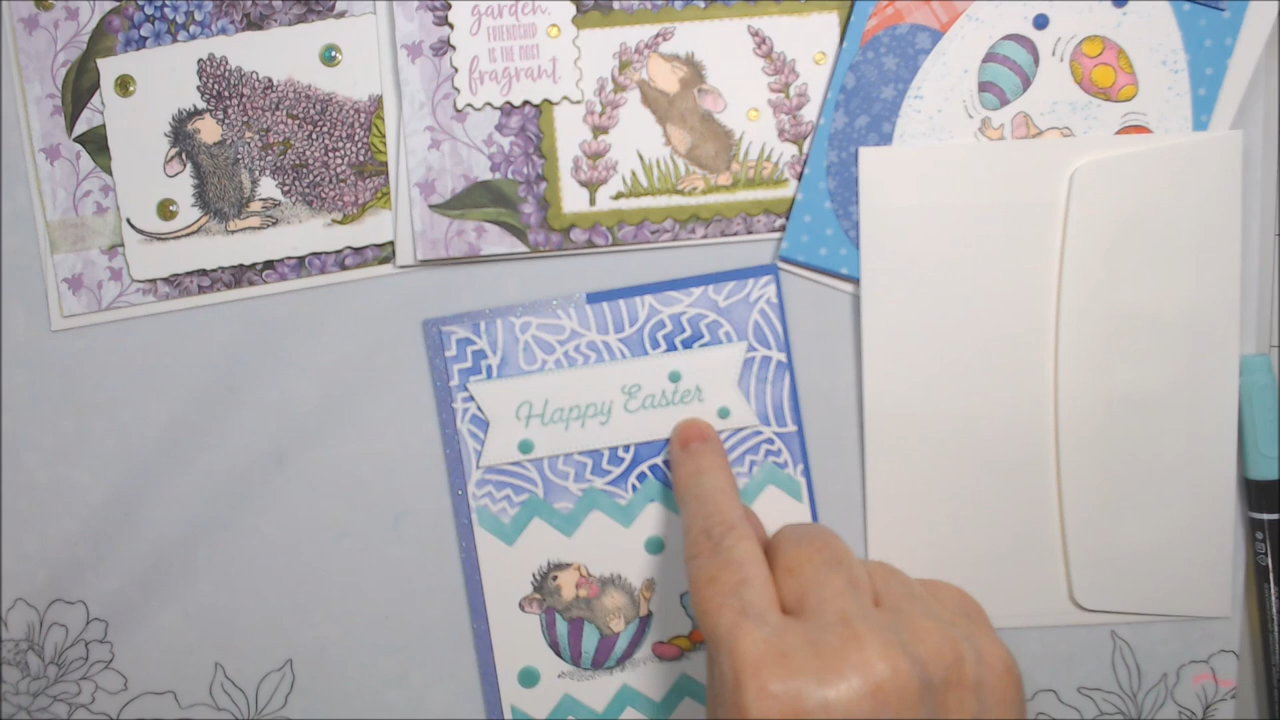 garden,
FRIENDSHIP
IS THE MOST
fragrant.
Happy Easter